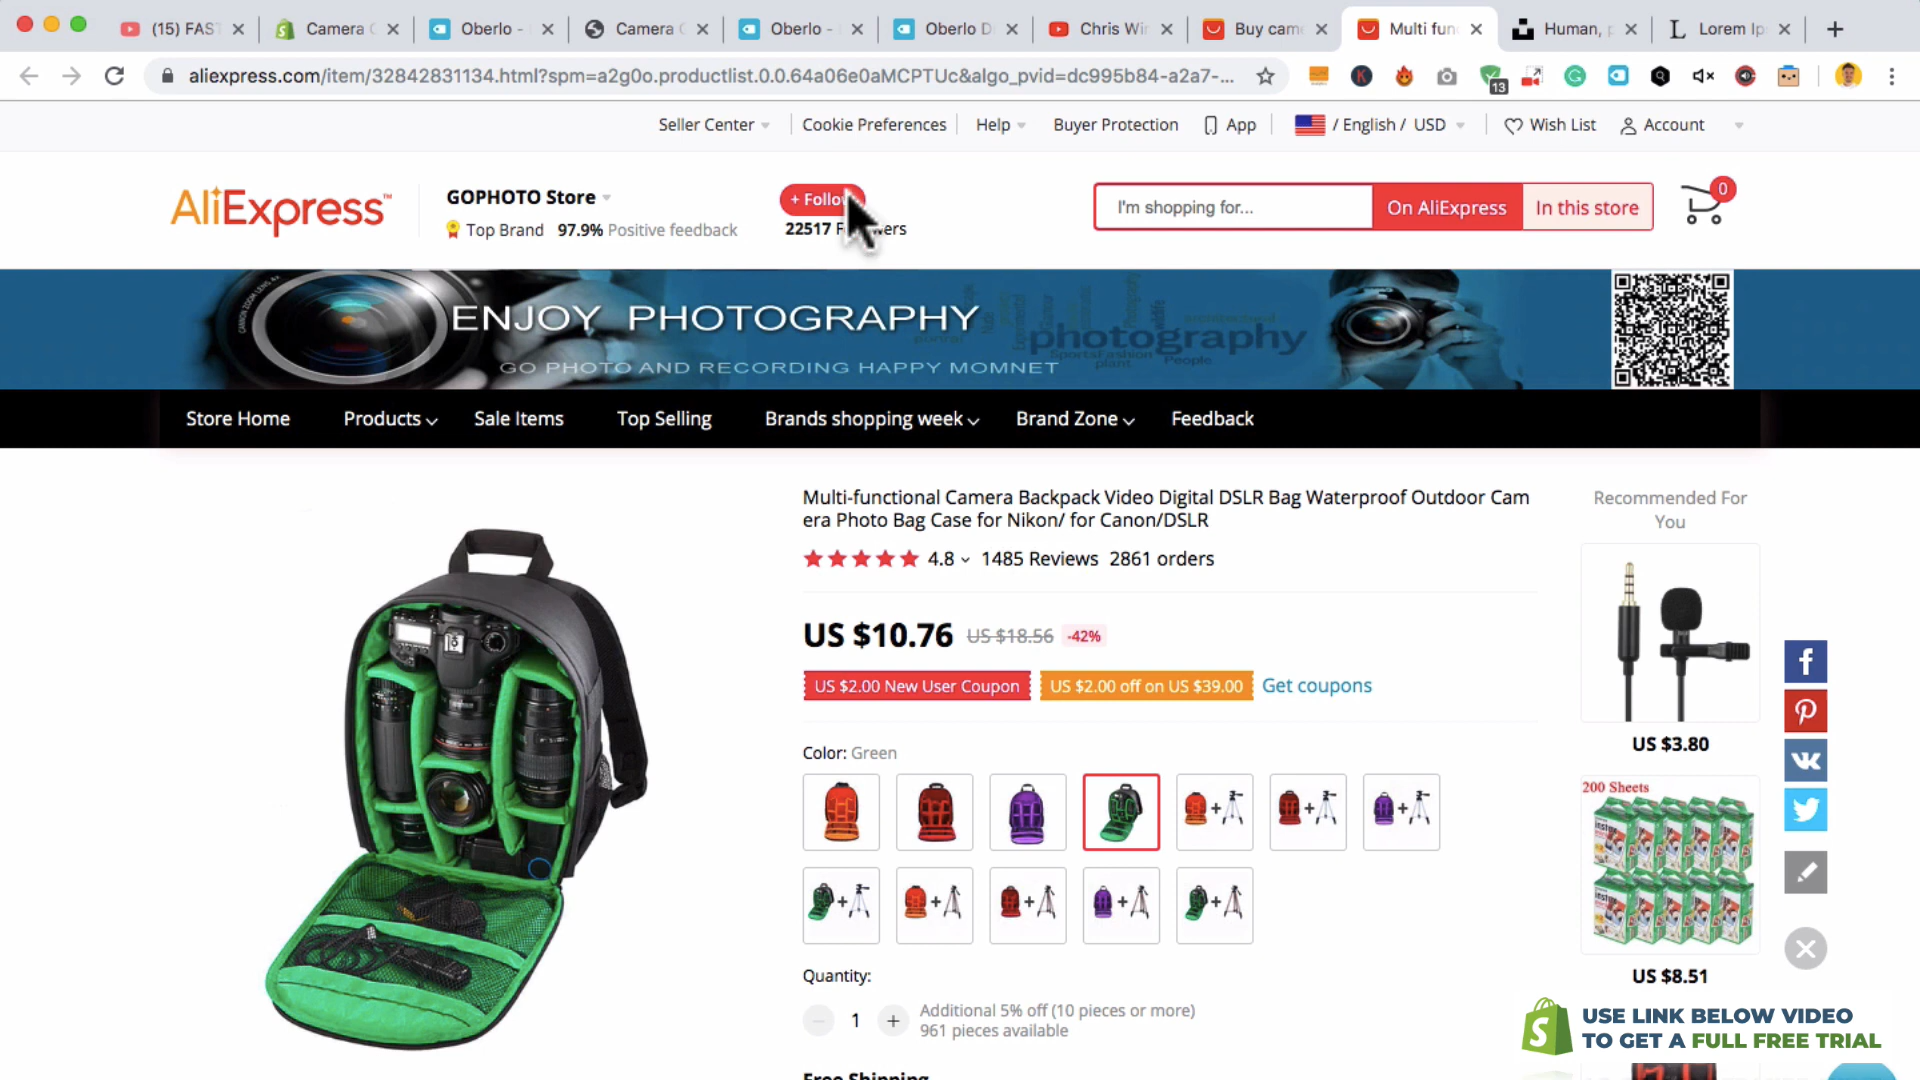 (15) FAS
Camera
Oberlo -
Camera
Oberlo -
Oberlo D
Chris Wi
Buy cam
Multi fun
Human, p
Lorem Ip
aliexpress.com/item/32842831134.html?spm=a2g0o.productlist.0.0.64a06e0aMCPTUc&algo_pvid=dc995b84-a2a7-...
13
Seller Center
Cookie Preferences
Help
Buyer Protection
App
/ English / USD
Wish List
Account
AliExpress™
GOPHOTO Store
Top Brand 97.9% Positive feedback
+ Follo
22517 F ers
I'm shopping for...
On AliExpress
In this store
0
ENJOY PHOTOGRAPHY
GO PHOTO AND RECORDING HAPPY MOMNET
photography
SportsFashion
plant
People
Store Home
Products
Sale Items
Top Selling
Brands shopping week
Brand Zone
Feedback
Multi-functional Camera Backpack Video Digital DSLR Bag Waterproof Outdoor Cam
era Photo Bag Case for Nikon/ for Canon/DSLR
4.8 1485 Reviews 2861 orders
US $10.76 US $18.56 -42%
US $2.00 New User Coupon
US $2.00 off on US $39.00
Get coupons
Color: Green
Quantity:
1
Additional 5% off (10 pieces or more)
961 pieces available
Free Shipping
Recommended For
You
US $3.80
200 Sheets
US $8.51
USE LINK BELOW VIDEO
TO GET A FULL FREE TRIAL